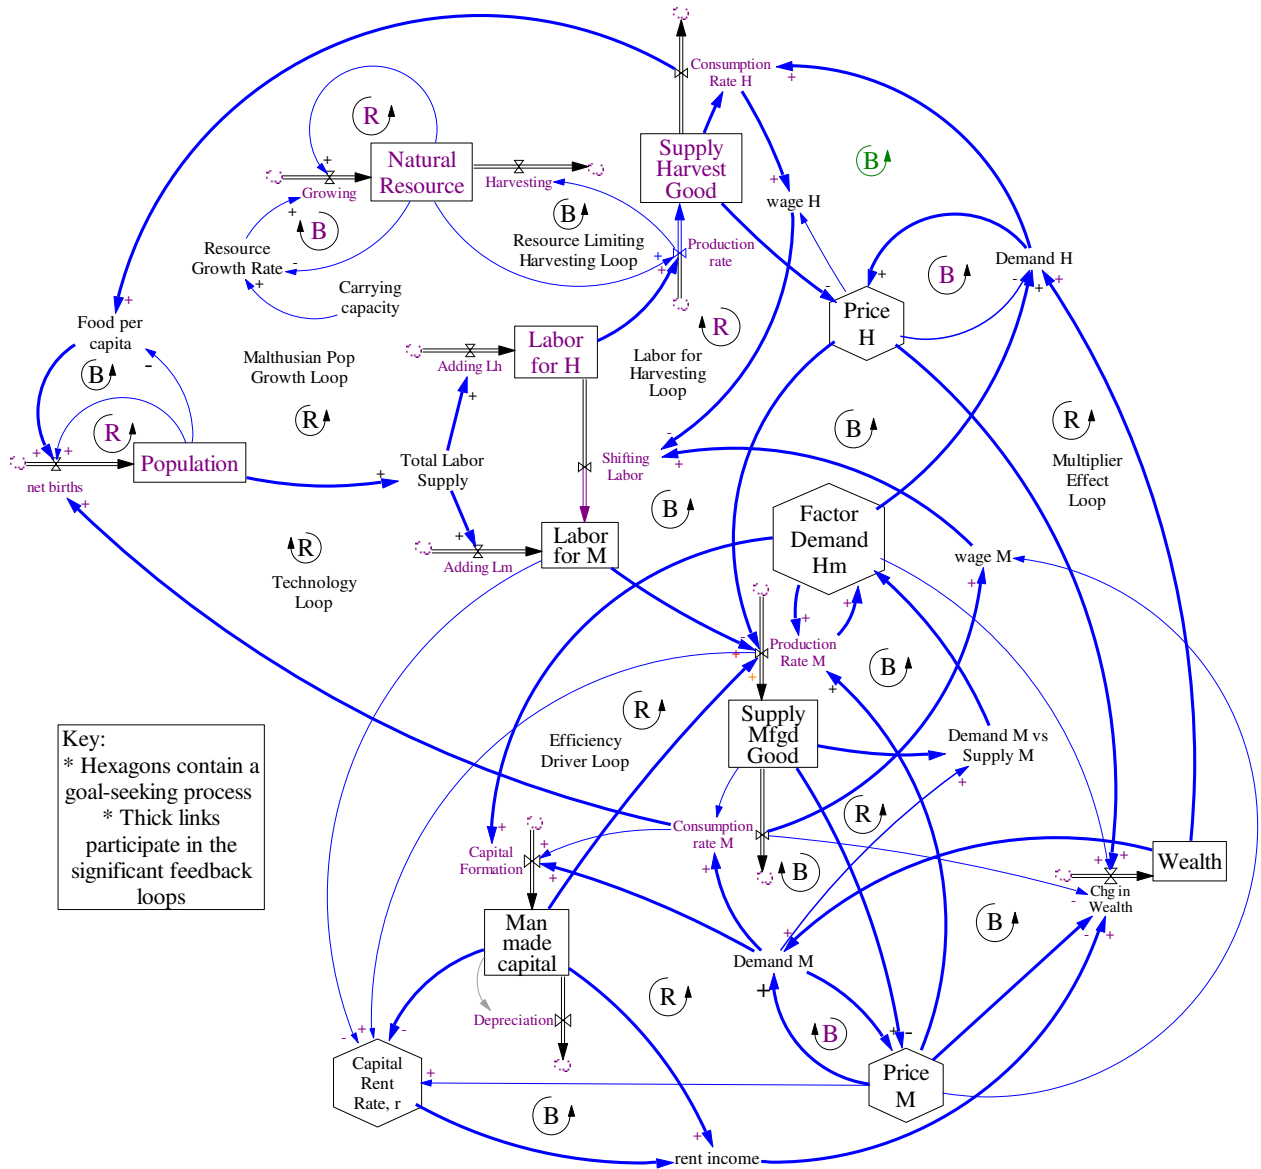 Consumption
Rate H
+
R
B
Natural
Resource
Supply
Harvest
Good
+
Growing
Harvesting
+
wage H
+
B
B
Resource Limiting
Harvesting Loop
Production
rate
Resource
Growth Rate
-
+
+
+
Demand H
B
+
-
+
+
-
Carrying
capacity
Price
H
Food per
capita
+
R
Labor
for H
Labor for
Harvesting
Loop
Malthusian Pop
Growth Loop
Adding Lh
+
B
-
R
R
B
R
Multiplier
Effect
Loop
+
+
Population
net births
+
+
Total Labor
Supply
Shifting
Labor
-
+
B
Factor
Demand
Hm
R
Technology
Loop
+
Adding Lm
Labor
for M
wage M
+
+
+
-
+
+
Production
Rate M
+
B
R
Efficiency
Driver Loop
Supply
Mfgd
Good
Demand M vs
Supply M
+
Key:
* Hexagons contain a
goal-seeking process
* Thick links
participate in the
significant feedback
loops
R
Consumption
rate M
+
B
+
+
Capital
Formation
+
+
+
+
Wealth
Chg in
Wealth
-
-
+
B
Man
made
capital
+
Demand M
+
R
Depreciation
B
+
-
+
-
-
Capital
Rent
Rate, r
+
Price
M
B
+
rent income